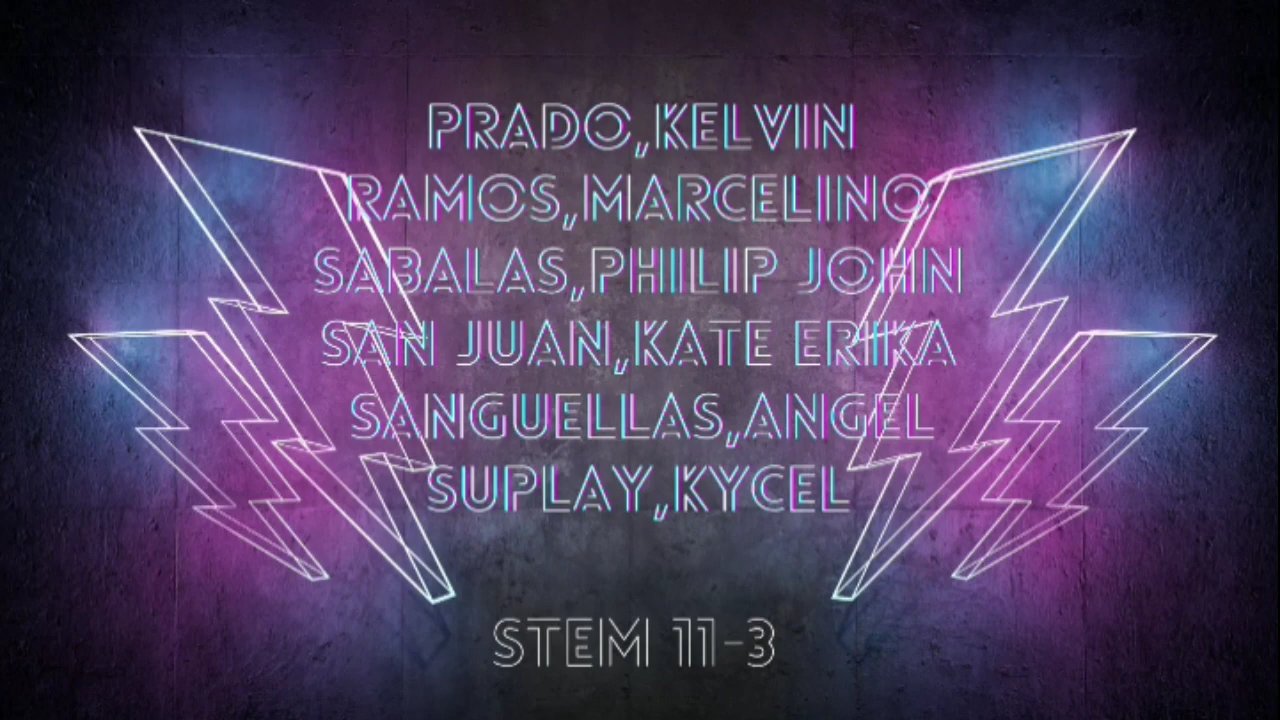 PRADO,KELVIN
RAMOS,MARCELINO
SABALAS,PHILIP JOHN
SAN JUAN,KATE ERIKA
SANGUELLAS,ANGEL
SUPLAY,KYCEL
STEM 11-3